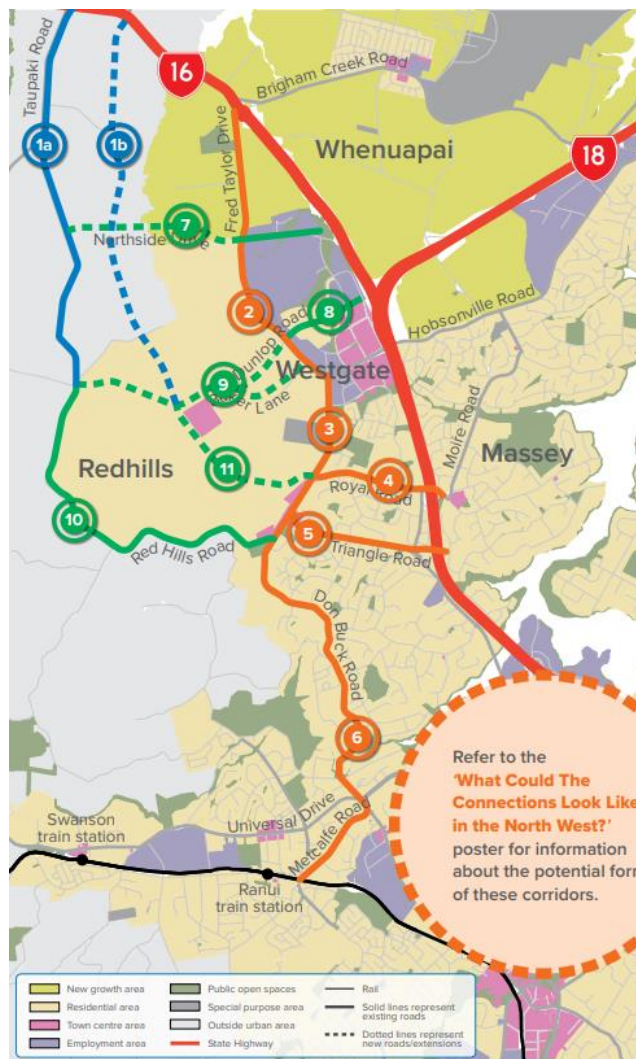 Taupaki Road
16
Brigham Creek Road
1a
1b
Fred Taylor Drive
Whenuapai
18
7
Northside Drive
2
8
Hobsonville Road
Dunlop Road
Westgate
9
Baker Lane
Moire Road
3
Massey
Redhills
11
4
Royal Road
10
Red Hills Road
5
Triangle Road
Don Buck Road
6
Refer to the
‘What Could The
Connections Look Like
in the North West?’
poster for information
about the potential form
of these corridors.
Swanson
train station
Universal Drive
Metcalfe Road
Ranui
train station
New growth area
Residential area
Town centre area
Employment area
Public open spaces
Special purpose area
Outside urban area
State Highway
Rail
Solid lines represent
existing roads
Dotted lines represent
new roads/extensions